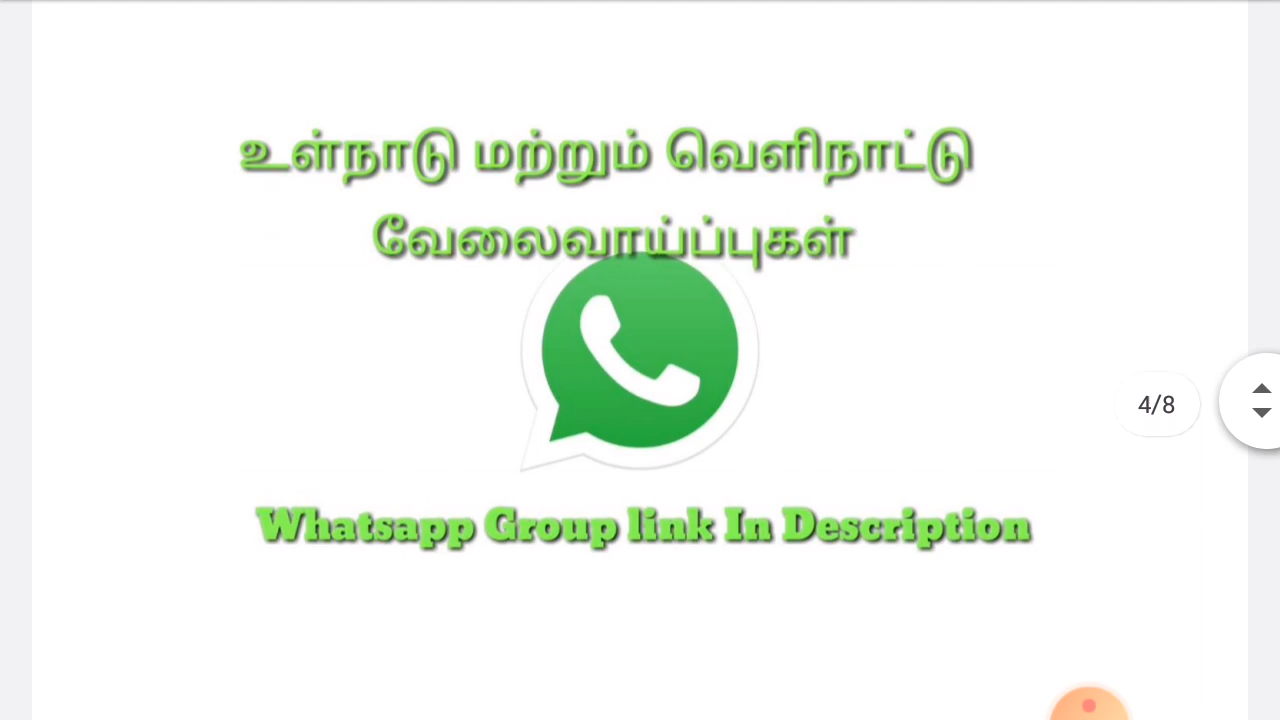 உள்நாடு மற்றும் வெளிநாட்டு
வேலைவாய்ப்புகள்
4/8
Whatsapp Group link In Description